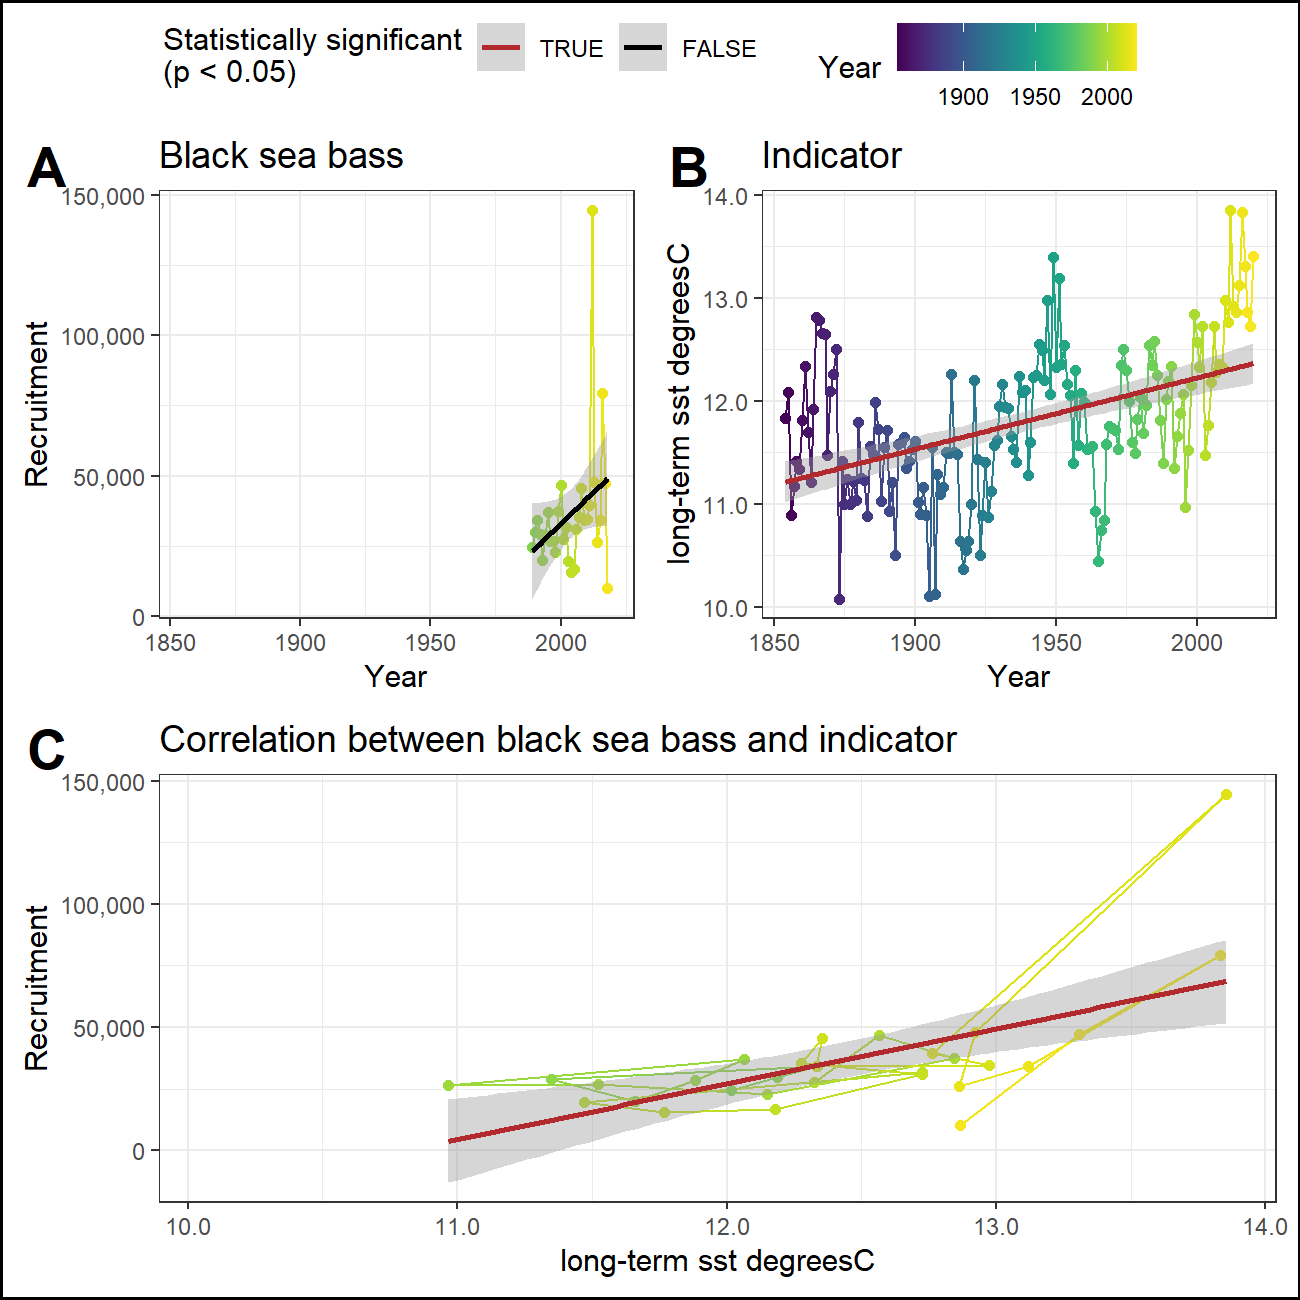 Statistically significant
(p < 0.05)
TRUE
FALSE
Year
1900
1950
2000
A
Black sea bass
150,000
100,000
50,000
0
Recruitment
1850
1900
1950
2000
Year
B
Indicator
14.0
13.0
12.0
11.0
10.0
long-term sst degreesC
1850
1900
1950
2000
Year
C
Correlation between black sea bass and indicator
150,000
100,000
50,000
0
Recruitment
10.0
11.0
12.0
13.0
14.0
long-term sst degreesC